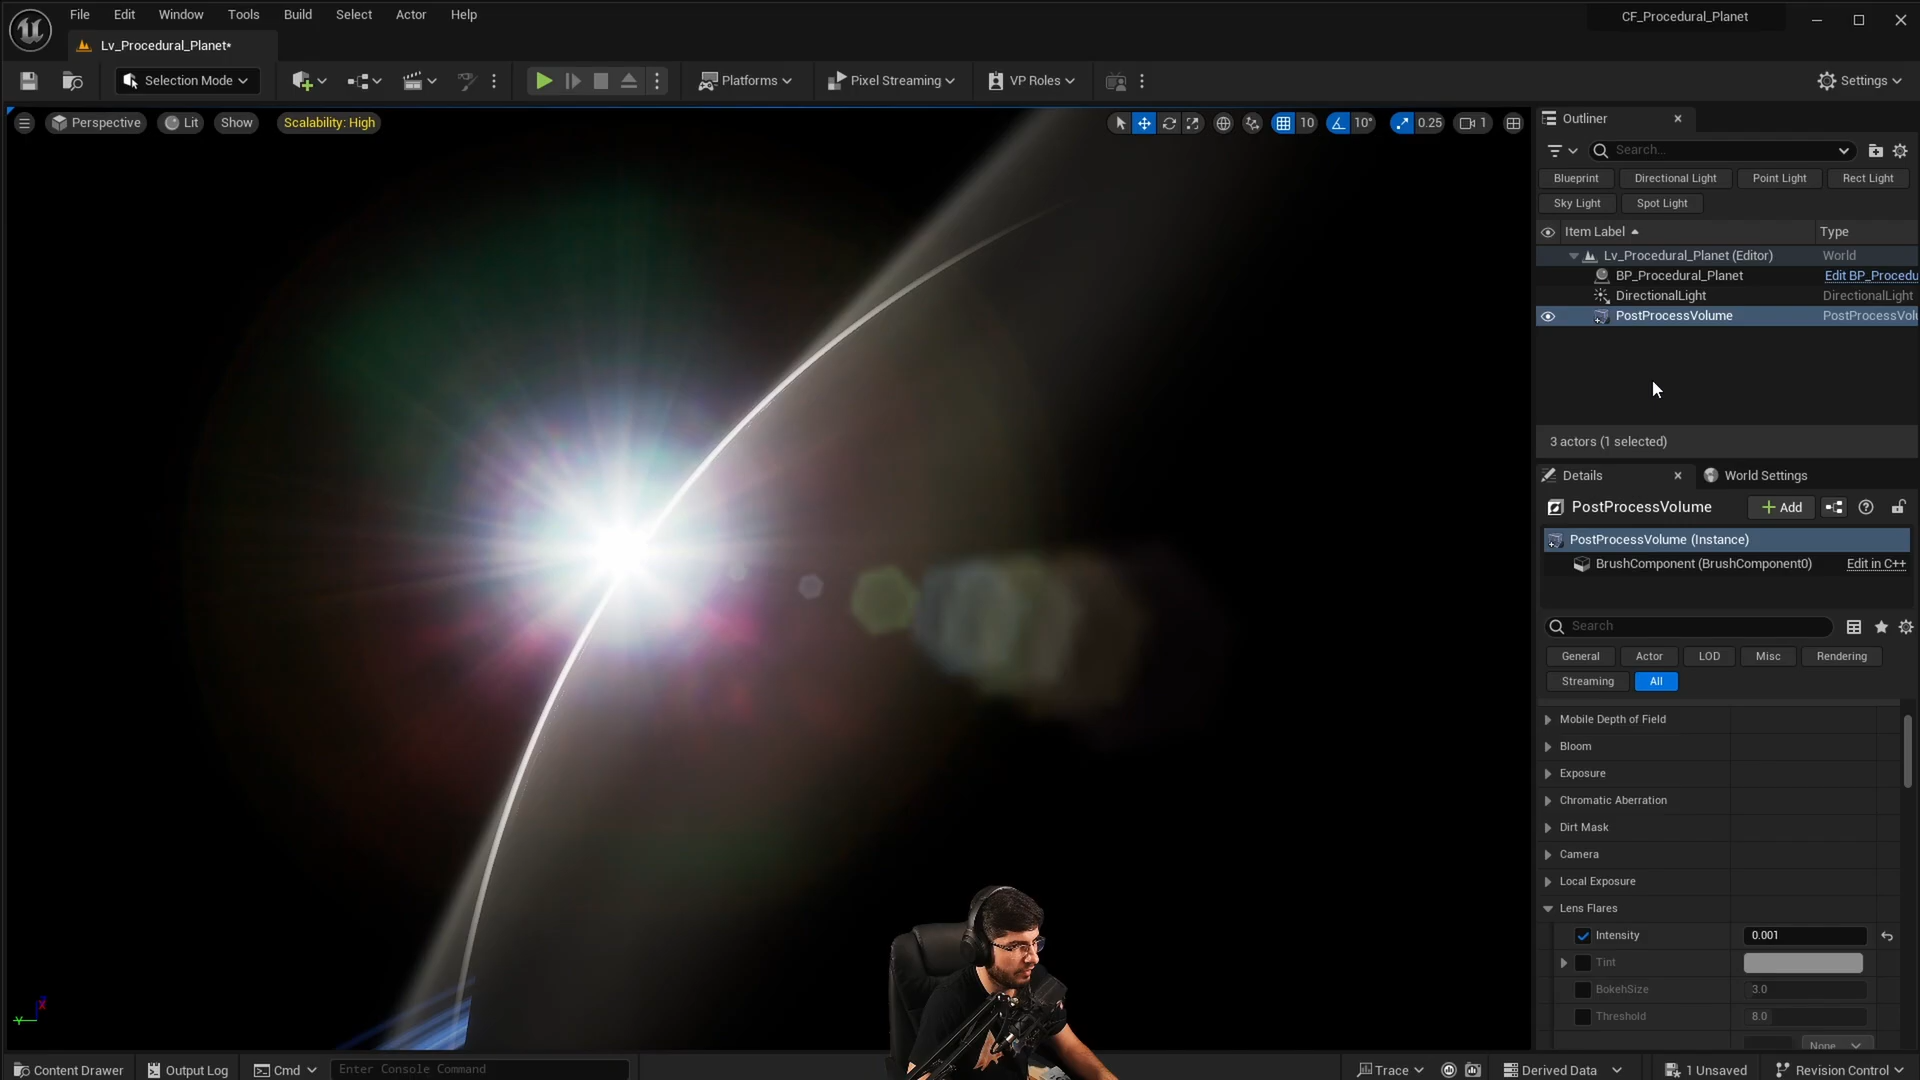 File Edit Window Tools Build Select Actor Help
CF_Procedural_Planet
Lv_Procedural_Planet*
Selection Mode
Platforms
Pixel Streaming
VP Roles
Settings
Perspective
Lit
Show
Scalability: High
10
10°
0.25
1
Outliner
Search...
Blueprint
Directional Light
Point Light
Rect Light
Sky Light
Spot Light
Item Label
Type
Lv_Procedural_Planet (Editor)
World
BP_Procedural_Planet
Edit BP_Procedu
DirectionalLight
DirectionalLight
PostProcessVolume
PostProcessVolu
3 actors (1 selected)
Details
World Settings
PostProcessVolume
Add
PostProcessVolume (Instance)
BrushComponent (BrushComponent0)
Edit in C++
Search
General
Actor
LOD
Misc
Rendering
Streaming
All
Mobile Depth of Field
Bloom
Exposure
Chromatic Aberration
Dirt Mask
Camera
Local Exposure
Lens Flares
Intensity
0.001
Tint
BokehSize
3.0
Threshold
8.0
None
X
Y
Content Drawer
Output Log
Cmd
Enter Console Command
Trace
Derived Data
1 Unsaved
Revision Control